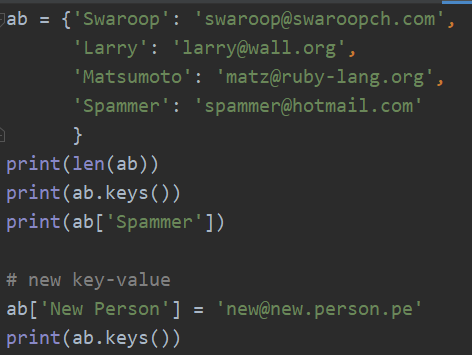 ab = {'Swaroop': 'swaroop@swaroopch.com',
      'Larry': 'larry@wall.org',
      'Matsumoto': 'matz@ruby-lang.org',
      'Spammer': 'spammer@hotmail.com'
      }
print(len(ab))
print(ab.keys())
print(ab['Spammer'])

# new key-value
ab['New Person'] = 'new@new.person.pe'
print(ab.keys())